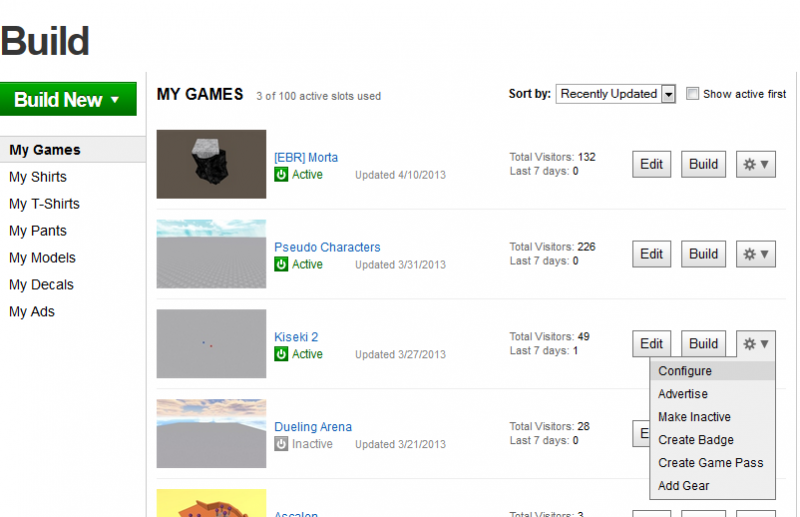 Build
Build New
My Games
My Shirts
My T-Shirts
My Pants
My Models
My Decals
My Ads
MY GAMES 3 of 100 active slots used
Sort by: Recently Updated Show active first
[EBR] Morta
Active Updated 4/10/2013
Total Visitors: 132
Last 7 days: 0
Edit Build
Pseudo Characters
Active Updated 3/31/2013
Total Visitors: 226
Last 7 days: 0
Edit Build
Kiseki 2
Active Updated 3/27/2013
Total Visitors: 49
Last 7 days: 1
Edit Build
Configure
Advertise
Make Inactive
Create Badge
Create Game Pass
Add Gear
Dueling Arena
Inactive Updated 3/21/2013
Total Visitors: 28
Last 7 days: 0
E
Ascalon
Total Visitors: 3